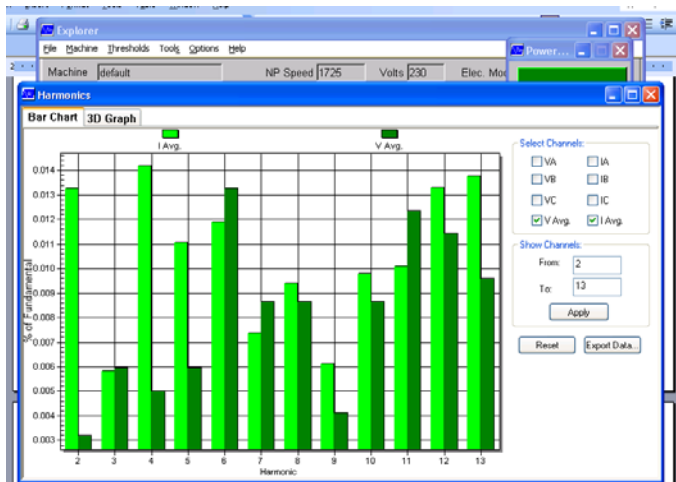 Explorer
File Machine Thresholds Tools Options Help
Power...
Machine default NP Speed 1725 Volts 230 Elec. Mo
Harmonics
Bar Chart 3D Graph
I Avg. V Avg.
Select Channels:
VA IA
VB IB
VC IC
V Avg. I Avg.
Show Channels:
From: 2
To: 13
Apply
Reset Export Data...
% of Fundamental
0.014
0.013
0.012
0.011
0.010
0.009
0.008
0.007
0.006
0.005
0.004
0.003
2 3 4 5 6 7 8 9 10 11 12 13
Harmonic